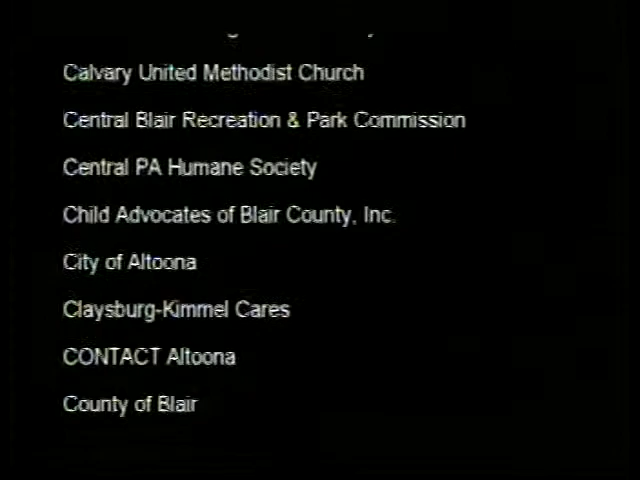 Calvary United Methodist Church
Central Blair Recreation & Park Commission
Central PA Humane Society
Child Advocates of Blair County, Inc.
City of Altoona
Claysburg-Kimmel Cares
CONTACT Altoona
County of Blair